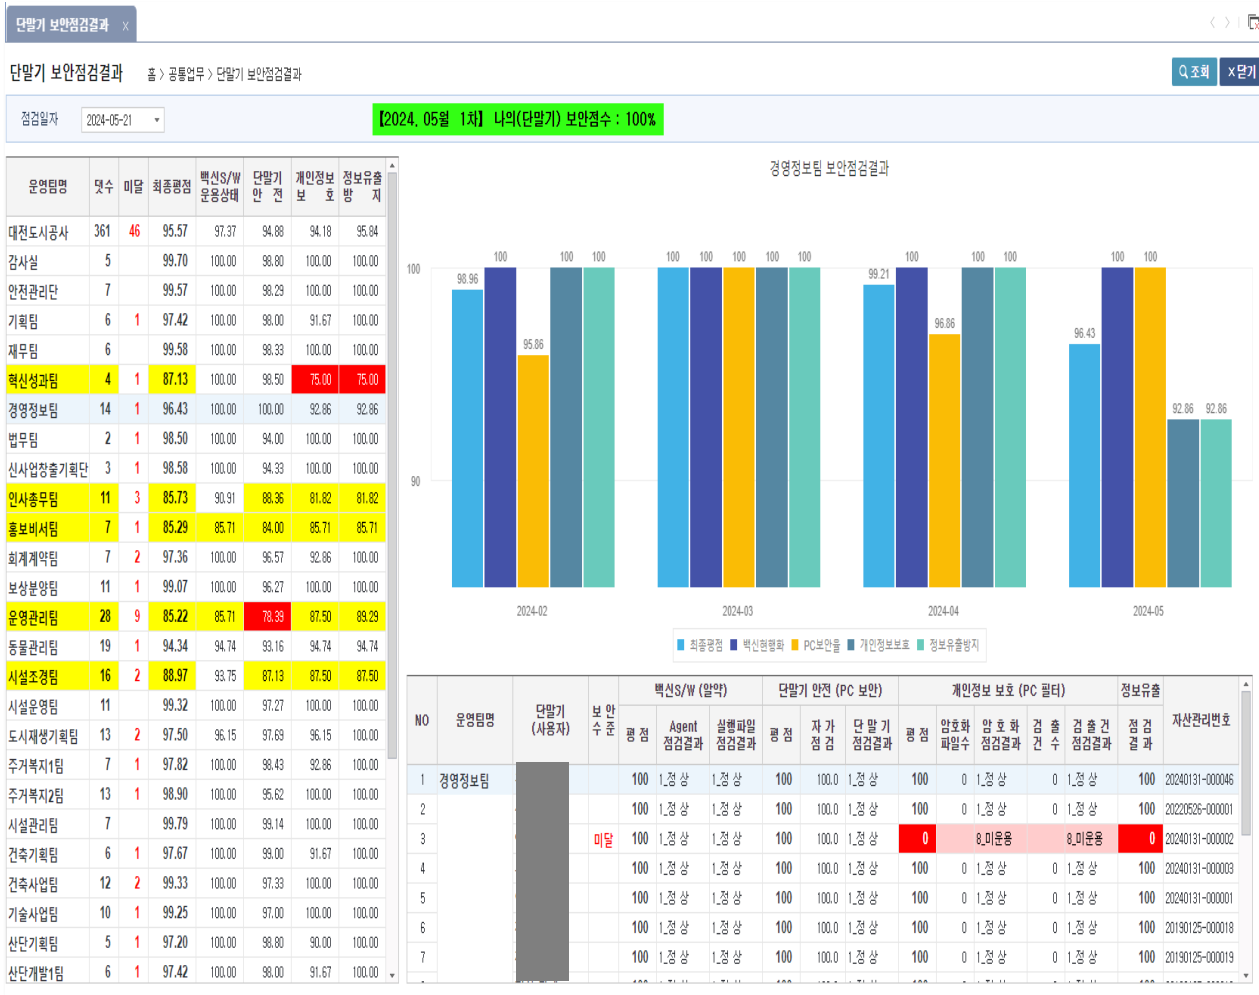 단말기 보안점검결과 x
단말기 보안점검결과 홈 > 공통업무 > 단말기 보안점검결과
조회 X 닫기
점검일자 2024-05-21
【2024. 05월 1차】 나의(단말기) 보안점수 : 100%
운영팀명 댓수 미달 최종평점 백신S/W 운용상태 단말기 안 전 개인정보 보 호 정보유출 방 지
대전도시공사 361 46 95.57 97.37 94.88 94.18 95.84
감사실 5 99.70 100.00 98.80 100.00 100.00
안전관리단 7 99.57 100.00 98.29 100.00 100.00
기획팀 6 1 97.42 100.00 98.00 91.67 100.00
재무팀 6 99.58 100.00 98.33 100.00 100.00
혁신성과팀 4 1 87.13 100.00 98.50 75.00 75.00
경영정보팀 14 1 96.43 100.00 100.00 92.86 92.86
법무팀 2 1 98.50 100.00 94.00 100.00 100.00
신사업창출기획단 3 1 98.58 100.00 94.33 100.00 100.00
인사총무팀 11 3 85.73 90.91 88.36 81.82 81.82
홍보비서팀 7 1 85.29 85.71 84.00 85.71 85.71
회계계약팀 7 2 97.36 100.00 96.57 92.86 100.00
보상분양팀 11 1 99.07 100.00 96.27 100.00 100.00
운영관리팀 28 9 85.22 85.71 78.39 87.50 89.29
동물관리팀 19 1 94.34 94.74 93.16 94.74 94.74
시설조경팀 16 2 88.97 93.75 87.13 87.50 87.50
시설운영팀 11 99.32 100.00 97.27 100.00 100.00
도시재생기획팀 13 2 97.50 96.15 97.69 96.15 100.00
주거복지1팀 7 1 97.82 100.00 98.43 92.86 100.00
주거복지2팀 13 1 98.90 100.00 95.62 100.00 100.00
시설관리팀 7 99.79 100.00 99.14 100.00 100.00
건축기획팀 6 1 97.67 100.00 99.00 91.67 100.00
건축사업팀 12 2 99.33 100.00 97.33 100.00 100.00
기술사업팀 10 1 99.25 100.00 97.00 100.00 100.00
산단기획팀 5 1 97.20 100.00 98.80 90.00 100.00
산단개발1팀 6 1 97.42 100.00 98.00 91.67 100.00
경영정보팀 보안점검결과
100
90
98.96 100 95.86 100 100
100 100 100 100 100
99.21 100 96.86 100 100
96.43 100 100 92.86 92.86
2024-02 2024-03 2024-04 2024-05
최종평점 백신현행화 PC보안율 개인정보보호 정보유출방지
NO 운영팀명 단말기 (사용자) 보 안 수 준 백신S/W (알약) 단말기 안전 (PC 보안) 개인정보 보호 (PC 필터) 정보유출 자산관리번호
평 점 Agent 점검결과 실행파일 점검결과 평 점 자 가 점 검 단 말 기 점검결과 평 점 암호화 파일수 암 호 화 점검결과 검 출 건 수 검 출 건 점검결과 점 검 결 과
1 경영정보팀 100 1_정 상 1_정 상 100 100.0 1_정 상 100 0 1_정 상 0 1_정 상 100 20240131-000046
2 100 1_정 상 1_정 상 100 100.0 1_정 상 100 0 1_정 상 0 1_정 상 100 20220526-000001
3 미달 100 1_정 상 1_정 상 100 100.0 1_정 상 0 8_미운용 8_미운용 0 20240131-000002
4 100 1_정 상 1_정 상 100 100.0 1_정 상 100 0 1_정 상 0 1_정 상 100 20240131-000003
5 100 1_정 상 1_정 상 100 100.0 1_정 상 100 0 1_정 상 0 1_정 상 100 20240131-000001
6 100 1_정 상 1_정 상 100 100.0 1_정 상 100 0 1_정 상 0 1_정 상 100 20190125-000018
7 100 1_정 상 1_정 상 100 100.0 1_정 상 100 0 1_정 상 0 1_정 상 100 20190125-000019